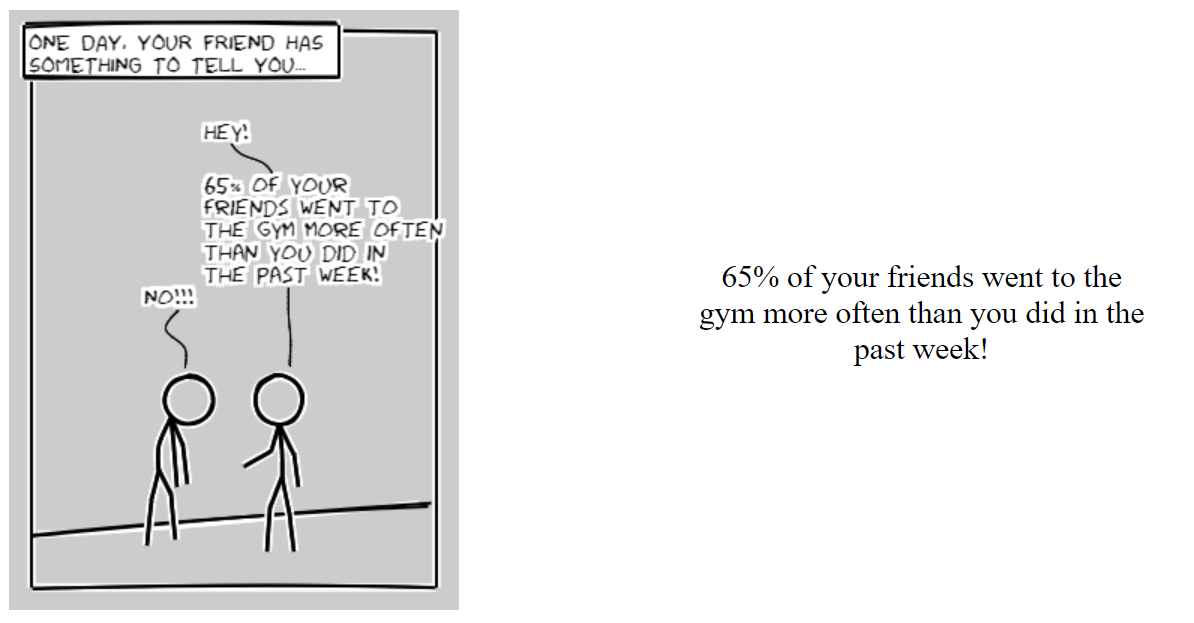 ONE DAY, YOUR FRIEND HAS
SOMETHING TO TELL YOU...
HEY!
65% OF YOUR
FRIENDS WENT TO
THE GYM MORE OFTEN
THAN YOU DID IN
THE PAST WEEK!
NO!!!
65% of your friends went to the
gym more often than you did in the
past week!